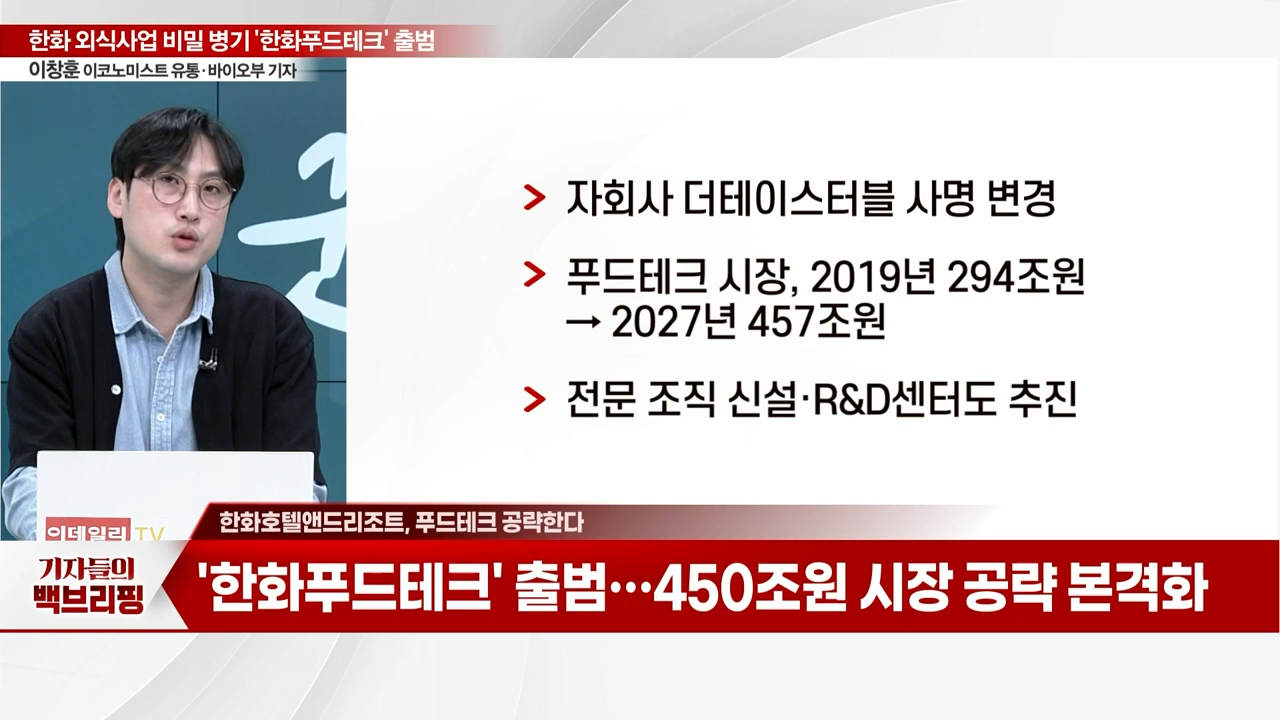 한화 외식사업 비밀 병기 '한화푸드테크' 출범
이창훈 이코노미스트 유통·바이오부 기자
> 자회사 더테이스터블 사명 변경
> 푸드테크 시장, 2019년 294조원
→ 2027년 457조원
> 전문 조직 신설·R&D센터도 추진
이데일리 TV
한화호텔앤드리조트, 푸드테크 공략한다
기자들의
백브리핑
'한화푸드테크' 출범…450조원 시장 공략 본격화